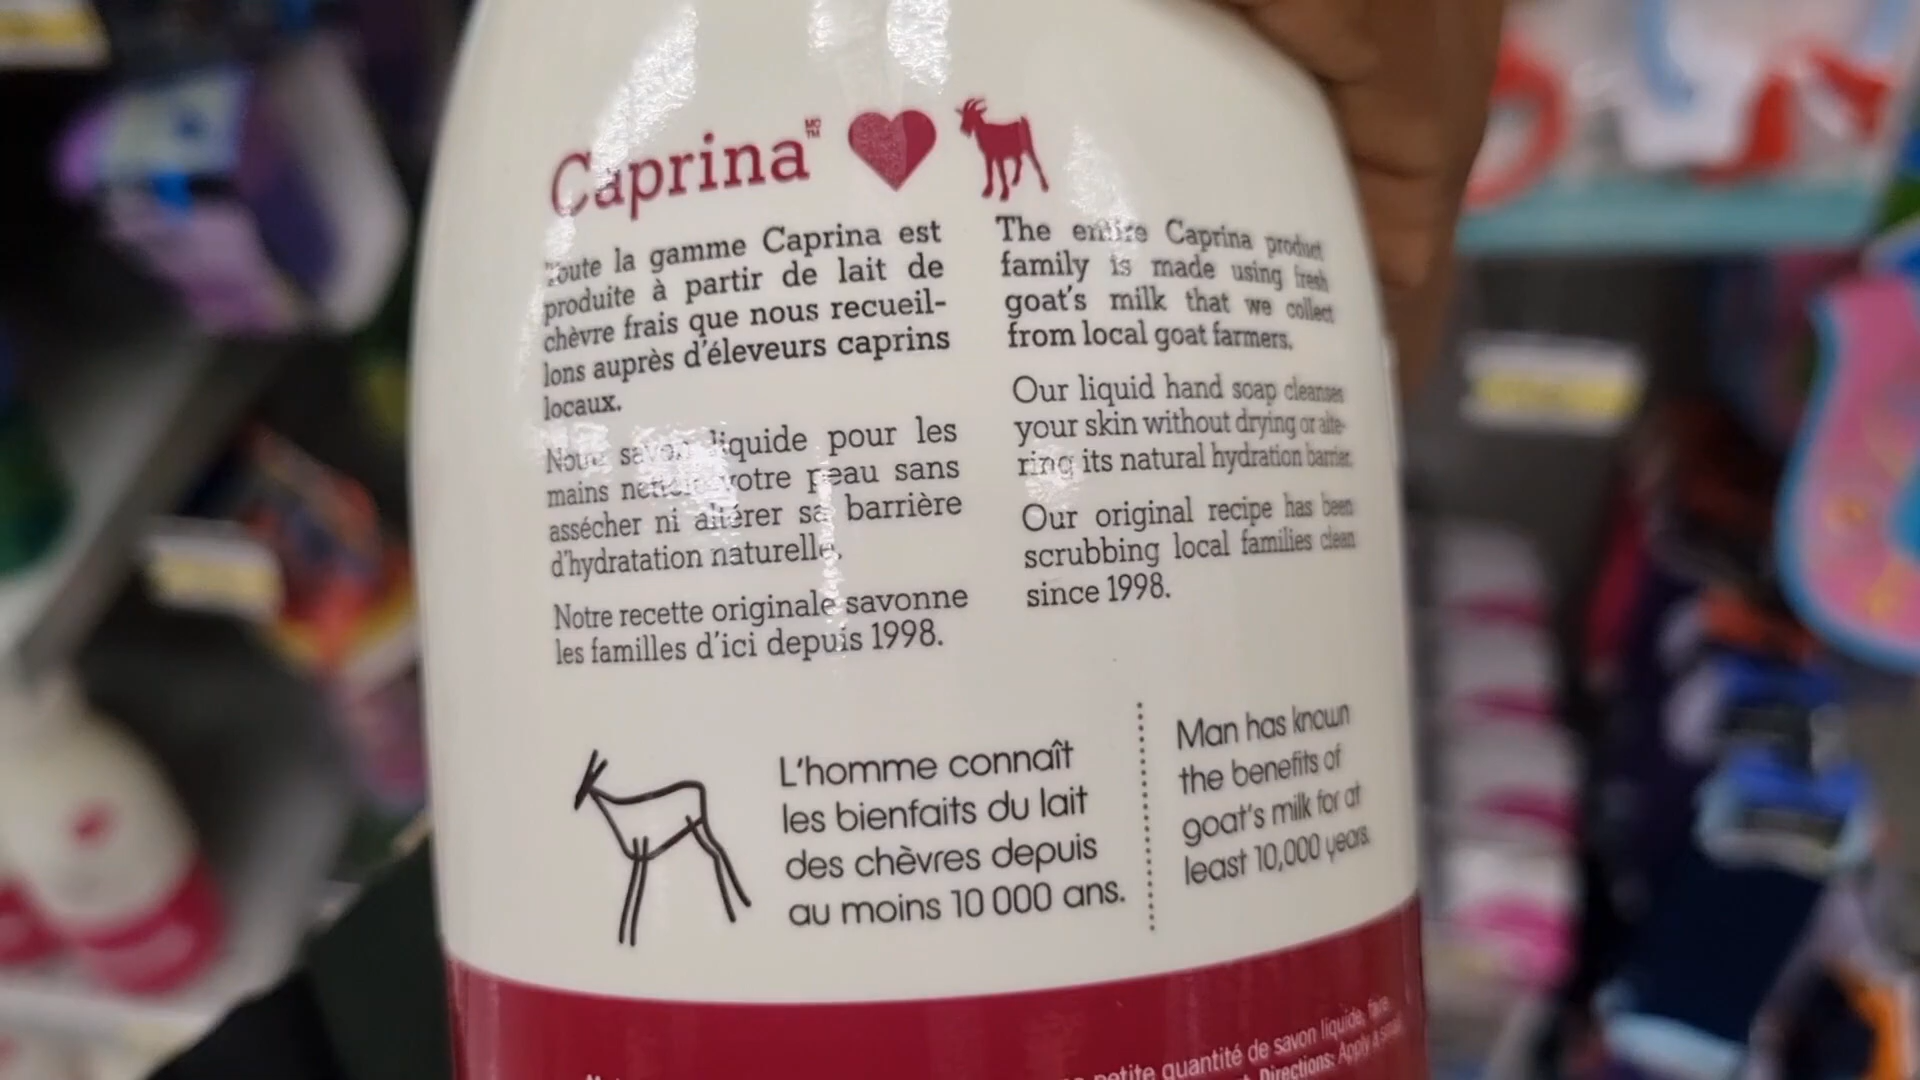 Caprina MC TM
Toute la gamme Caprina est
produite à partir de lait de
chèvre frais que nous recueil-
lons auprès d'éleveurs caprins
locaux.
Notre savon liquide pour les
mains nettoie votre peau sans
assécher ni altérer sa barrière
d'hydratation naturelle.
Notre recette originale savonne
les familles d'ici depuis 1998.
The entire Caprina product
family is made using fresh
goat's milk that we collect
from local goat farmers.
Our liquid hand soap cleanses
your skin without drying or alte-
ring its natural hydration barrier.
Our original recipe has been
scrubbing local families clean
since 1998.
L'homme connaît
les bienfaits du lait
des chèvres depuis
au moins 10 000 ans.
Man has known
the benefits of
goat's milk for at
least 10,000 years.
petite quantité de savon liquide, faire
Directions: Apply a small